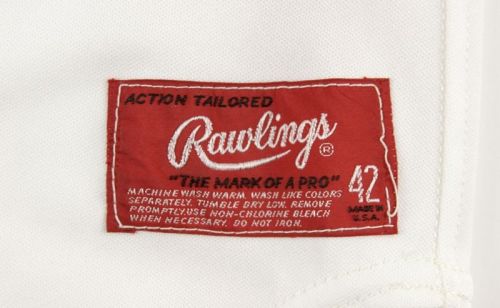 ACTION TAILORED
Rawlings®
"THE MARK OF A PRO"
MACHINE WASH WARM. WASH LIKE COLORS
SEPARATELY. TUMBLE DRY LOW. REMOVE
PROMPTLY. USE NON-CHLORINE BLEACH
WHEN NECESSARY. DO NOT IRON.
42
MADE IN
U.S.A.